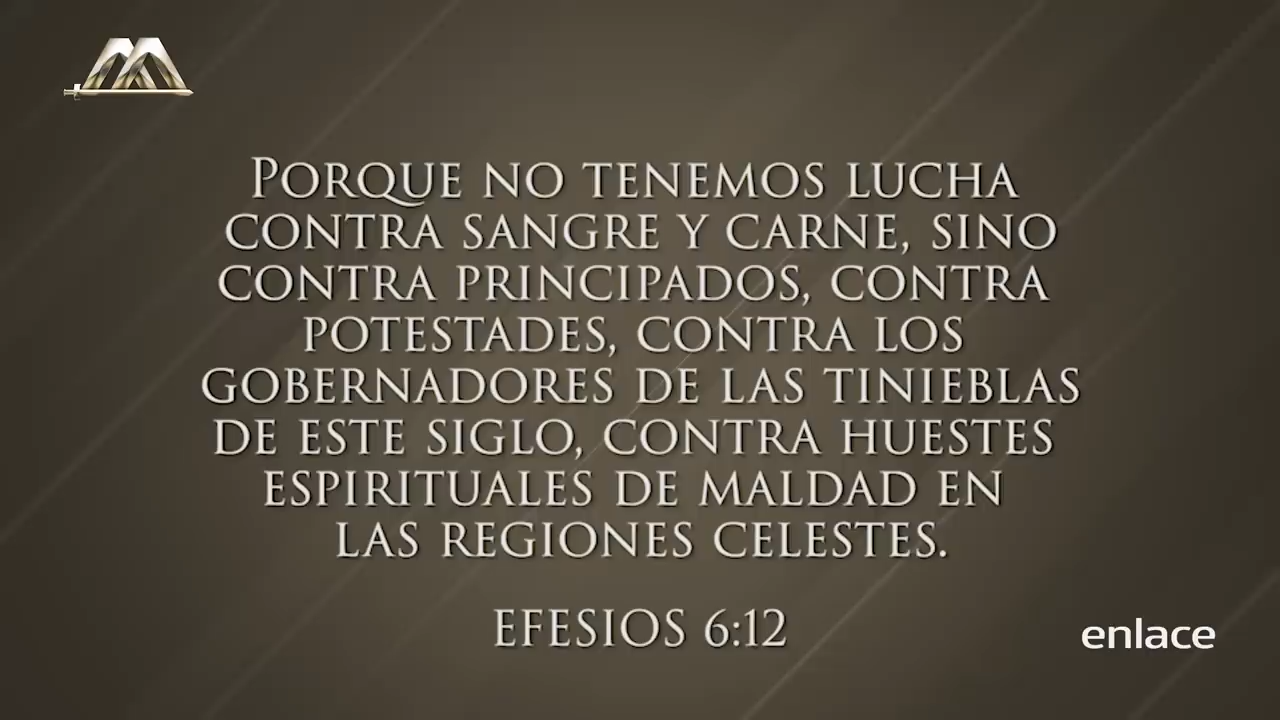 PORQUE NO TENEMOS LUCHA
CONTRA SANGRE Y CARNE, SINO
CONTRA PRINCIPADOS, CONTRA
POTESTADES, CONTRA LOS
GOBERNADORES DE LAS TINIEBLAS
DE ESTE SIGLO, CONTRA HUESTES
ESPIRITUALES DE MALDAD EN
LAS REGIONES CELESTES.
EFESIOS 6:12
enlace